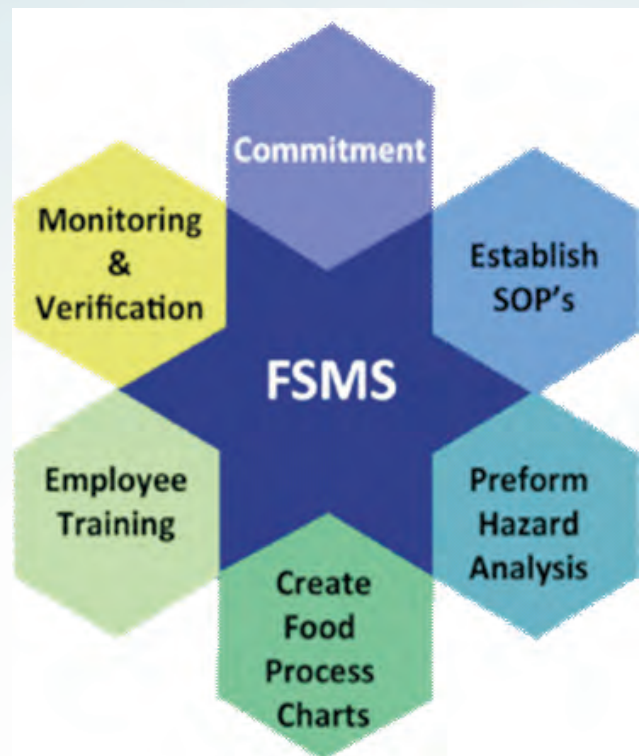 Commitment
Establish
SOP's
Preform
Hazard
Analysis
Create
Food
Process
Charts
Employee
Training
Monitoring
&
Verification
FSMS